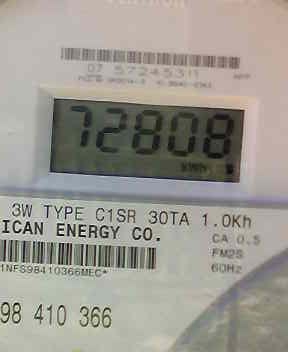 07 57245311
72808
KWH
3W TYPE C1SR 30TA 1.0Kh
ICAN ENERGY CO.
CA 0.5
FM2S
60Hz
1NFS98410366MEC*
98 410 366